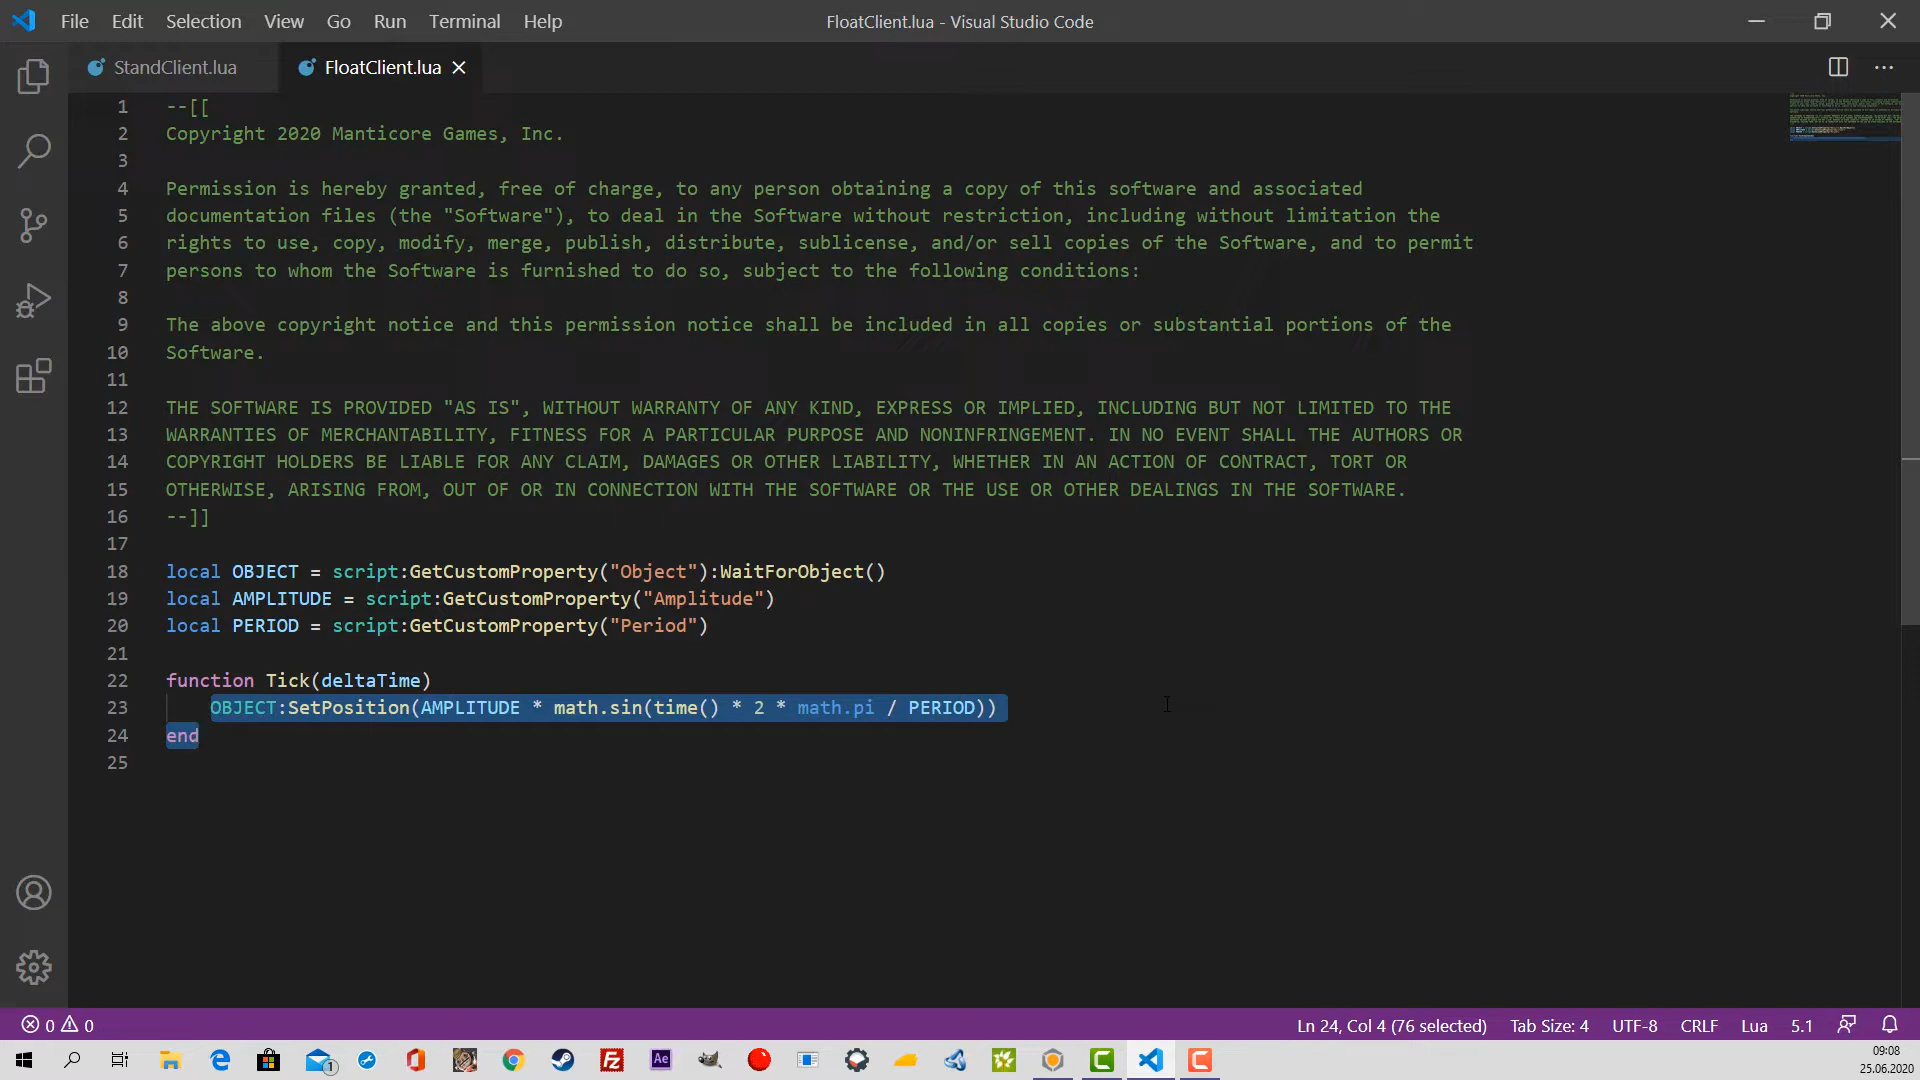 File Edit Selection View Go Run Terminal Help
FloatClient.lua - Visual Studio Code
StandClient.lua
FloatClient.lua
1 --[[
2 Copyright 2020 Manticore Games, Inc.
3
4 Permission is hereby granted, free of charge, to any person obtaining a copy of this software and associated
5 documentation files (the "Software"), to deal in the Software without restriction, including without limitation the
6 rights to use, copy, modify, merge, publish, distribute, sublicense, and/or sell copies of the Software, and to permit
7 persons to whom the Software is furnished to do so, subject to the following conditions:
8
9 The above copyright notice and this permission notice shall be included in all copies or substantial portions of the
10 Software.
11
12 THE SOFTWARE IS PROVIDED "AS IS", WITHOUT WARRANTY OF ANY KIND, EXPRESS OR IMPLIED, INCLUDING BUT NOT LIMITED TO THE
13 WARRANTIES OF MERCHANTABILITY, FITNESS FOR A PARTICULAR PURPOSE AND NONINFRINGEMENT. IN NO EVENT SHALL THE AUTHORS OR
14 COPYRIGHT HOLDERS BE LIABLE FOR ANY CLAIM, DAMAGES OR OTHER LIABILITY, WHETHER IN AN ACTION OF CONTRACT, TORT OR
15 OTHERWISE, ARISING FROM, OUT OF OR IN CONNECTION WITH THE SOFTWARE OR THE USE OR OTHER DEALINGS IN THE SOFTWARE.
16 --]]
17
18 local OBJECT = script:GetCustomProperty("Object"):WaitForObject()
19 local AMPLITUDE = script:GetCustomProperty("Amplitude")
20 local PERIOD = script:GetCustomProperty("Period")
21
22 function Tick(deltaTime)
23 OBJECT:SetPosition(AMPLITUDE * math.sin(time() * 2 * math.pi / PERIOD))
24 end
25
0 0
Ln 24, Col 4 (76 selected) Tab Size: 4 UTF-8 CRLF Lua 5.1
1
Ae
Fz
09:08
25.06.2020